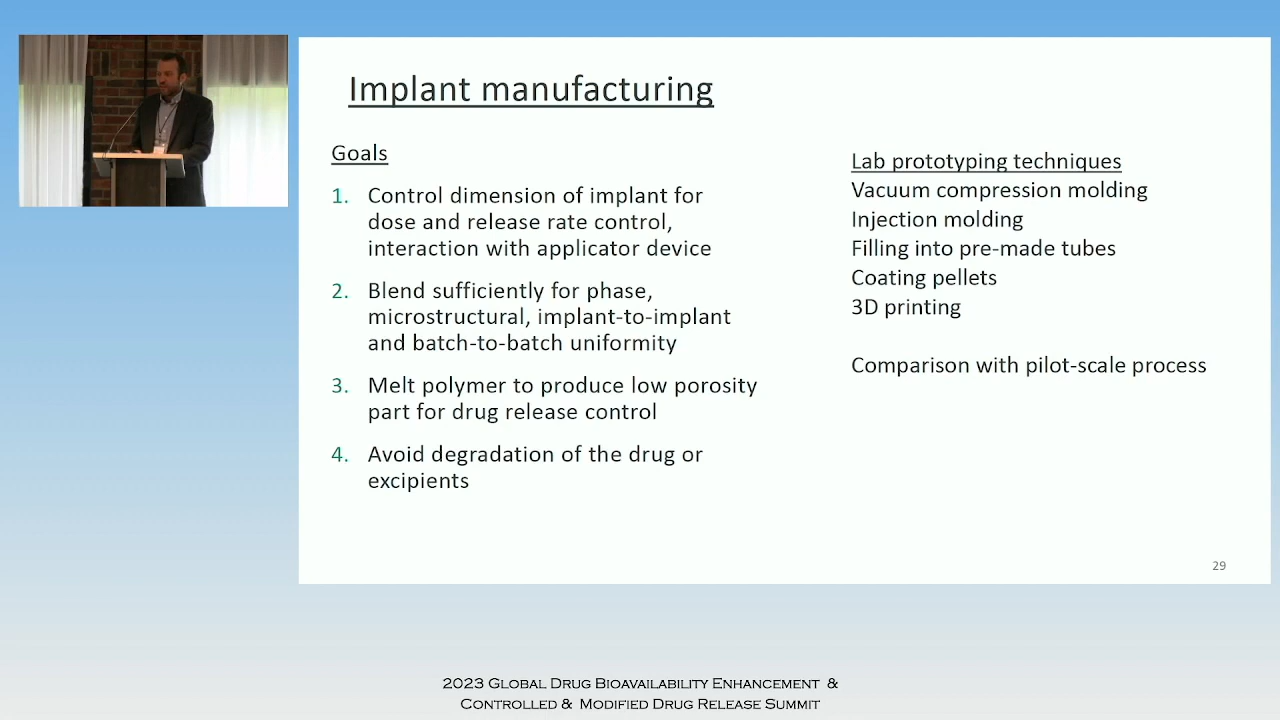 Implant manufacturing
Goals
1. Control dimension of implant for
dose and release rate control,
interaction with applicator device
2. Blend sufficiently for phase,
microstructural, implant-to-implant
and batch-to-batch uniformity
3. Melt polymer to produce low porosity
part for drug release control
4. Avoid degradation of the drug or
excipients
Lab prototyping techniques
Vacuum compression molding
Injection molding
Filling into pre-made tubes
Coating pellets
3D printing
Comparison with pilot-scale process
29
2023 Global Drug Bioavailability Enhancement &
Controlled & Modified Drug Release Summit